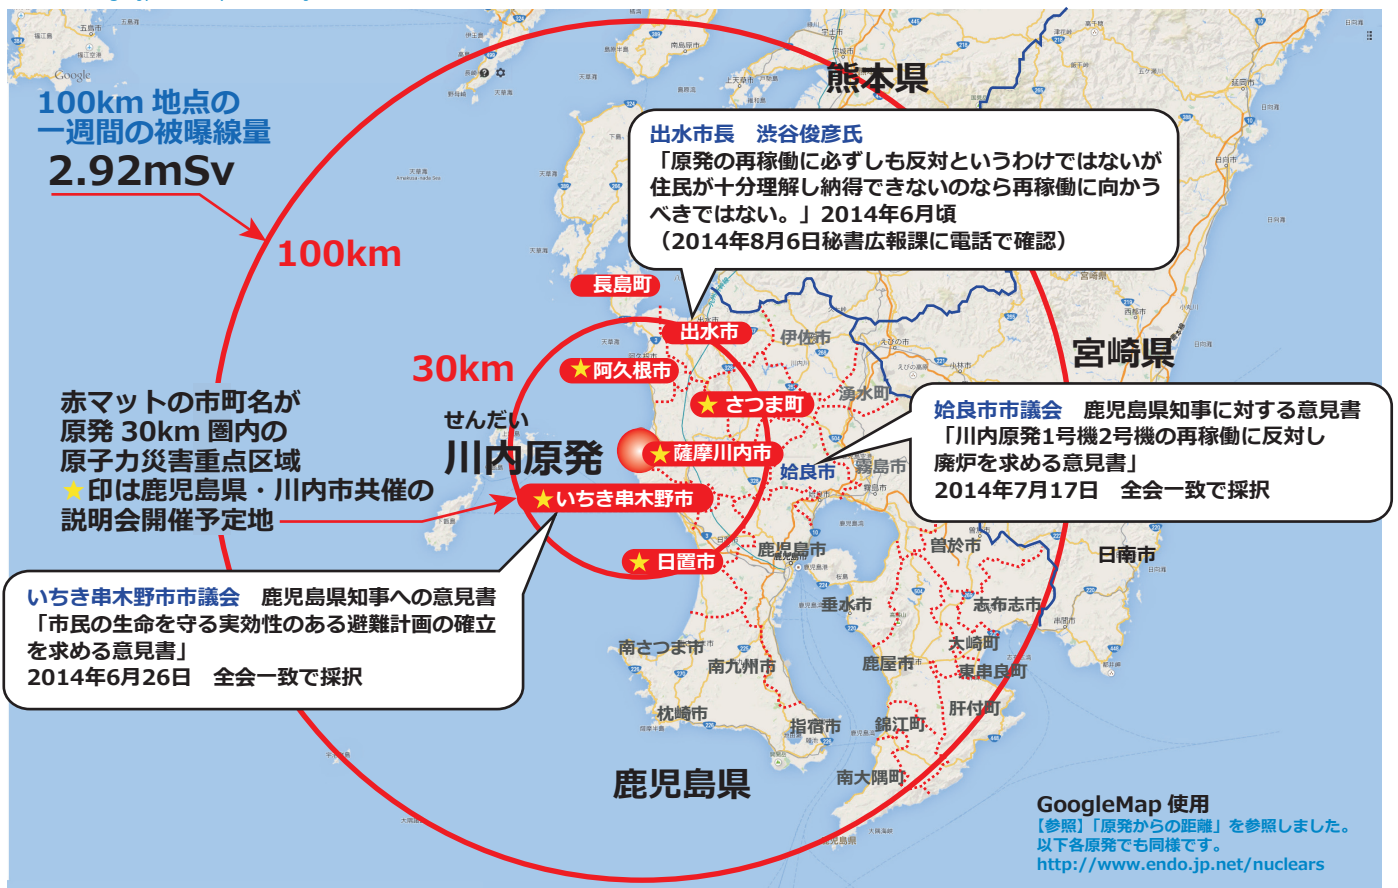 Google
100km 地点の
一週間の被曝線量
2.92mSv
100km
30km
熊本県
出水市長　渋谷俊彦氏
「原発の再稼働に必ずしも反対というわけではないが
住民が十分理解し納得できないのなら再稼働に向かう
べきではない。」2014年6月頃
（2014年8月6日秘書広報課に電話で確認）
長島町
出水市
伊佐市
宮崎県
★阿久根市
★さつま町
湧水町
赤マットの市町名が
原発 30km 圏内の
原子力災害重点区域
★印は鹿児島県・川内市共催の
説明会開催予定地
せんだい
川内原発
★薩摩川内市
姶良市
霧島市
★いちき串木野市
姶良市市議会　鹿児島県知事に対する意見書
「川内原発1号機2号機の再稼働に反対し
廃炉を求める意見書」
2014年7月17日　全会一致で採択
★日置市
鹿児島市
曽於市
日南市
いちき串木野市市議会　鹿児島県知事への意見書
「市民の生命を守る実効性のある避難計画の確立
を求める意見書」
2014年6月26日　全会一致で採択
垂水市
志布志市
大崎町
東串良町
南さつま市
南九州市
鹿屋市
肝付町
枕崎市
指宿市
錦江町
南大隅町
鹿児島県
GoogleMap 使用
【参照】「原発からの距離」を参照しました。
以下各原発でも同様です。
http://www.endo.jp.net/nuclears